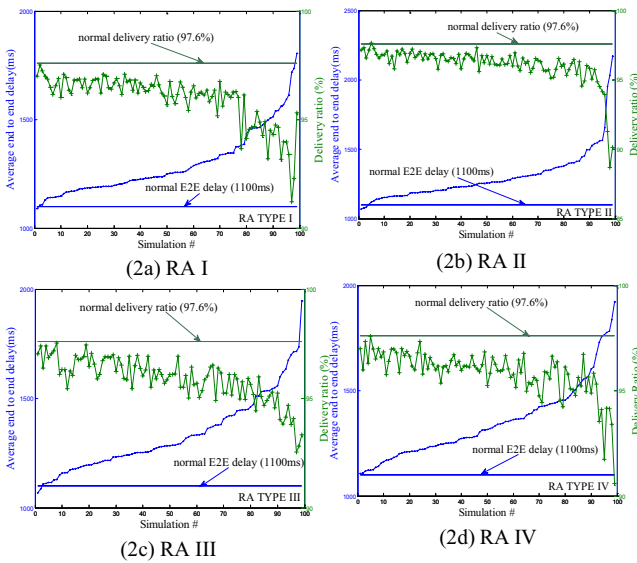 2000
100
normal delivery ratio (97.6%)
Average end to end delay(ms)
Delivery ratio (%)
1500
95
normal E2E delay (1100ms)
RA TYPE I
1000
90
0 10 20 30 40 50 60 70 80 90 100
Simulation #
(2a) RA I
2500
100
normal delivery ratio (97.6%)
Average end to end delay(ms)
Delivery ratio (%)
2000
95
1500
90
normal E2E delay (1100ms)
RA TYPE II
1000
85
0 10 20 30 40 50 60 70 80 90 100
Simulation #
(2b) RA II
2000
100
normal delivery ratio (97.6%)
Average end to end delay(ms)
Delivery ratio (%)
1500
95
normal E2E delay (1100ms)
RA TYPE III
1000
90
0 10 20 30 40 50 60 70 80 90 100
Simulation #
(2c) RA III
2000
100
normal delivery ratio (97.6%)
Average end to end delay(ms)
Delivery Ratio (%)
1500
95
normal E2E delay (1100ms)
RA TYPE IV
1000
0 10 20 30 40 50 60 70 80 90 100
Simulation #
(2d) RA IV